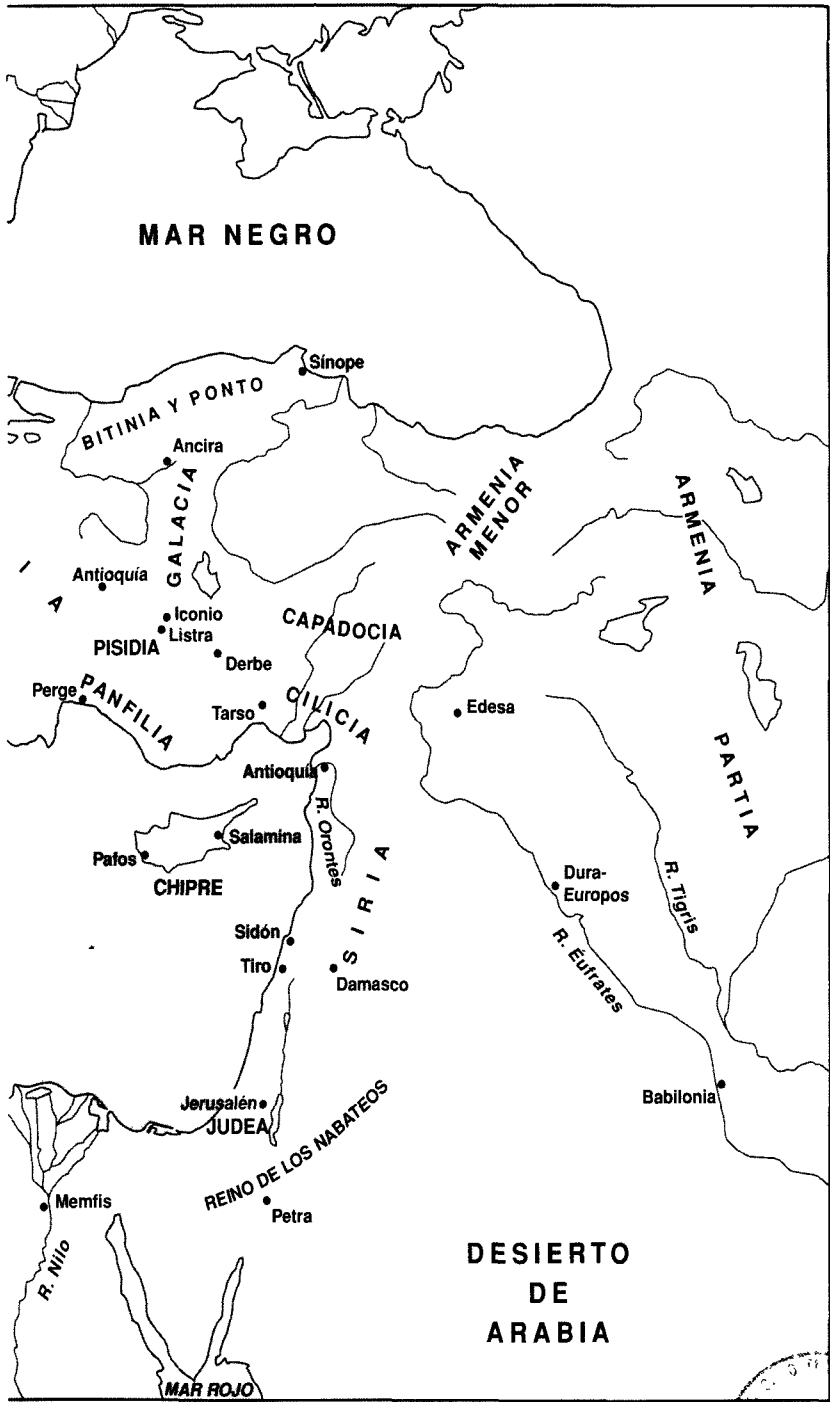 MAR NEGRO
Sínope
BITINIA Y PONTO
Ancira
GALACIA
ARMENIA
MENOR
ARMENIA
I A
Antioquía
Iconio
Listra
PISIDIA
Derbe
CAPADOCIA
Perge
PANFILIA
Tarso
CILICIA
Edesa
PARTIA
Antioquía
R. Orontes
Salamina
Pafos
CHIPRE
SIRIA
Dura-
Europos
R. Tigris
R. Éufrates
Sidón
Tiro
Damasco
Jerusalén
JUDEA
Babilonia
REINO DE LOS NABATEOS
Petra
Memfis
R. Nilo
DESIERTO
DE
ARABIA
MAR ROJO